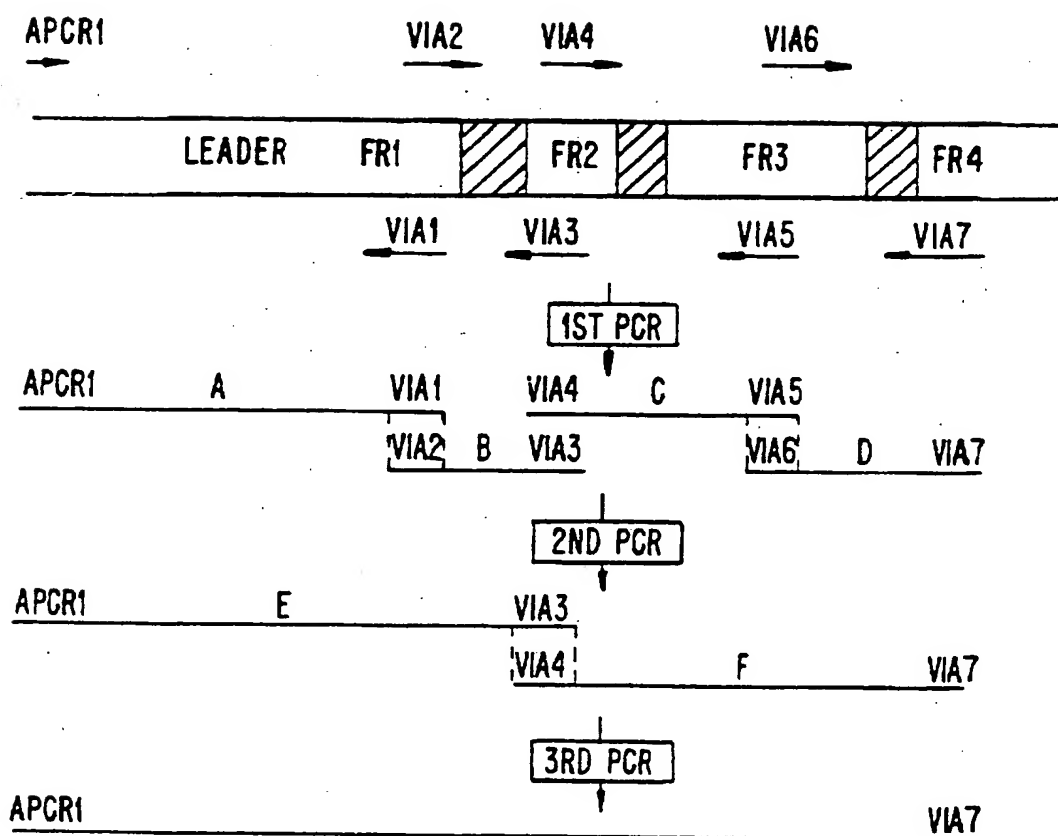 APCR1 VIA2 VIA4 VIA6
LEADER FR1 FR2 FR3 FR4
VIA1 VIA3 VIA5 VIA7
1ST PCR
APCR1 A VIA1 VIA4 C VIA5
VIA2 B VIA3 VIA6 D VIA7
2ND PCR
APCR1 E VIA3
VIA4 F VIA7
3RD PCR
APCR1 VIA7